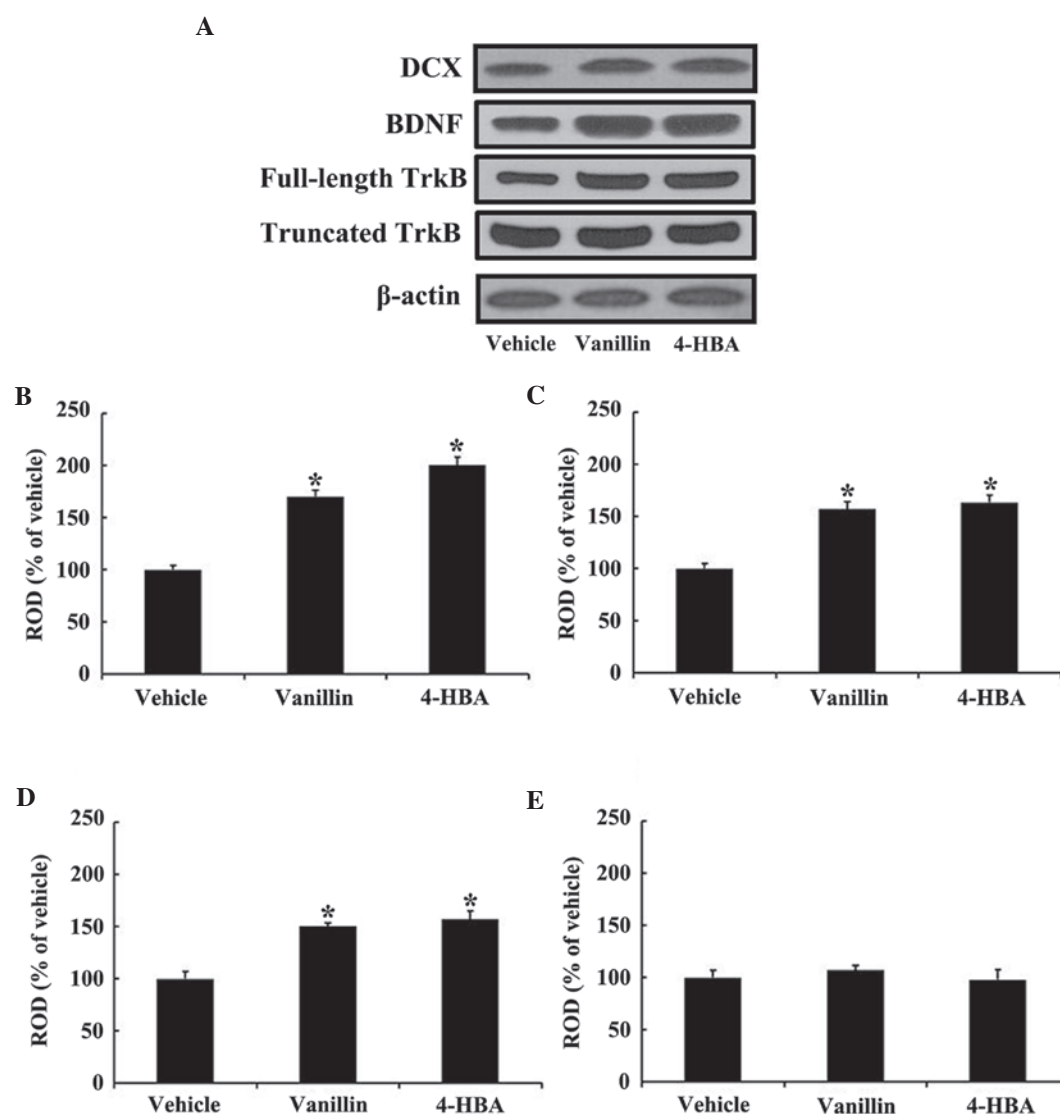 A
DCX
BDNF
Full-length TrkB
Truncated TrkB
β-actin
Vehicle Vanillin 4-HBA
B
ROD (% of vehicle)
250
200
150
100
50
0
*
*
Vehicle Vanillin 4-HBA
C
ROD (% of vehicle)
250
200
150
100
50
0
*
*
Vehicle Vanillin 4-HBA
D
ROD (% of vehicle)
250
200
150
100
50
0
*
*
Vehicle Vanillin 4-HBA
E
ROD (% of vehicle)
250
200
150
100
50
0
Vehicle Vanillin 4-HBA